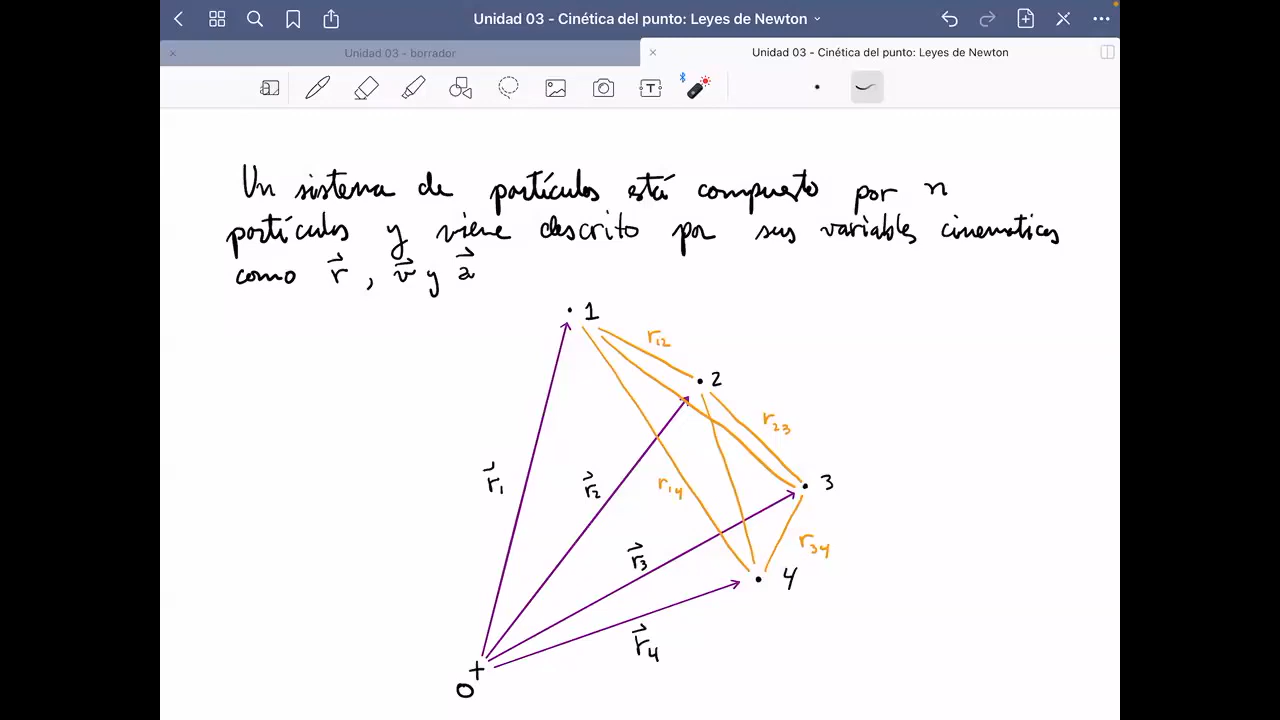 Unidad 03 - Cinética del punto: Leyes de Newton
Unidad 03 - borrador
Unidad 03 - Cinética del punto: Leyes de Newton
Un sistema de partículas está compuesto por n
partículas y viene descrito por sus variables cinematicas
como r⃗, v⃗ y a⃗
1
r₁₂
2
r₂₃
r⃗₁
r⃗₂
r₁₄
3
r⃗₃
r₃₄
4
r⃗₄
0